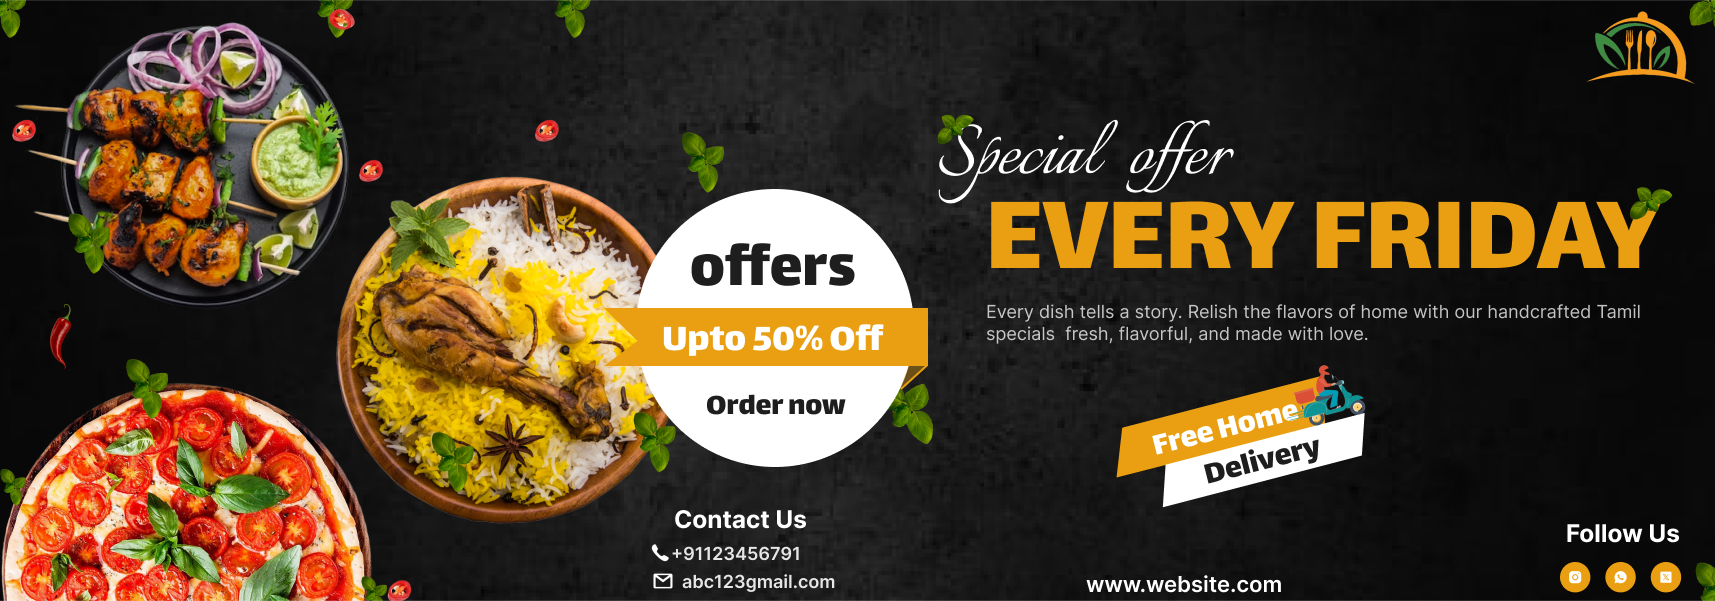 Special offer
EVERY FRIDAY
Every dish tells a story. Relish the flavors of home with our handcrafted Tamil
specials  fresh, flavorful, and made with love.
offers
Upto 50% Off
Order now
Free Home
Delivery
Contact Us
+91123456791
abc123gmail.com
www.website.com
Follow Us